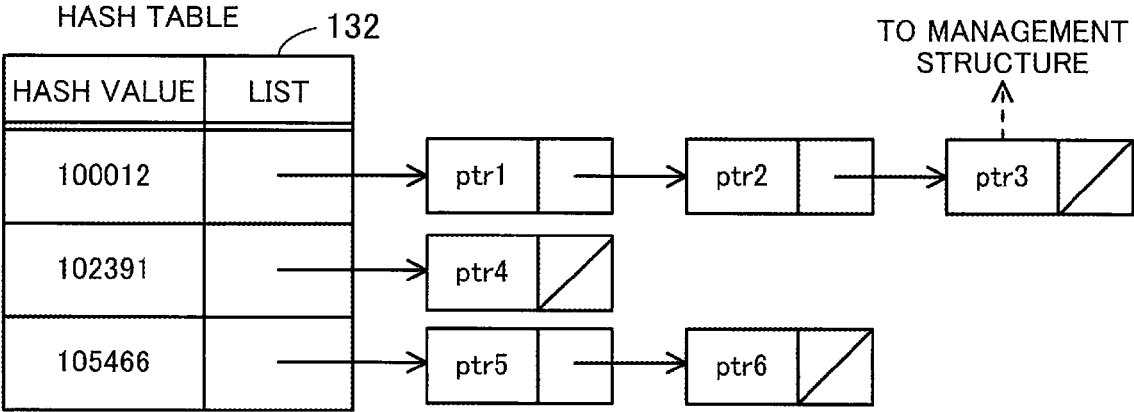 HASH TABLE
132
TO MANAGEMENT
STRUCTURE
HASH VALUE LIST
100012 ptr1 ptr2 ptr3
102391 ptr4
105466 ptr5 ptr6